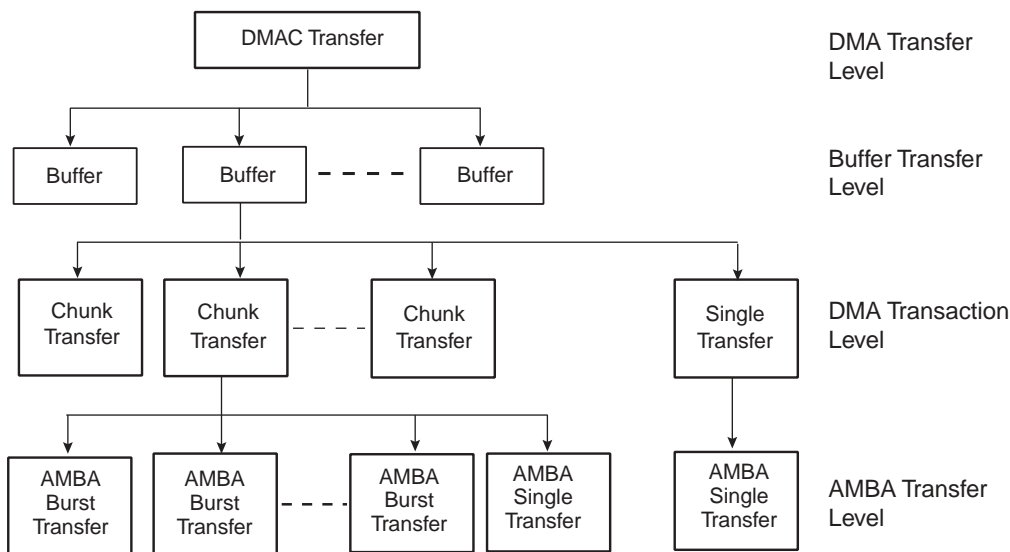 DMAC Transfer
DMA Transfer
Level
Buffer
Buffer
Buffer
Buffer Transfer
Level
Chunk
Transfer
Chunk
Transfer
Chunk
Transfer
Single
Transfer
DMA Transaction
Level
AMBA
Burst
Transfer
AMBA
Burst
Transfer
AMBA
Burst
Transfer
AMBA
Single
Transfer
AMBA
Single
Transfer
AMBA Transfer
Level